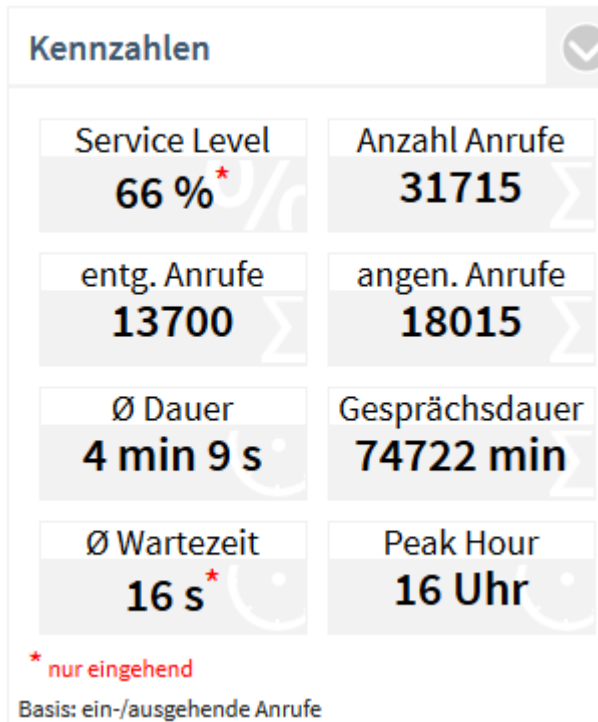 Kennzahlen
Service Level
66 %*
Anzahl Anrufe
31715
entg. Anrufe
13700
angen. Anrufe
18015
Ø Dauer
4 min 9 s
Gesprächsdauer
74722 min
Ø Wartezeit
16 s*
Peak Hour
16 Uhr
* nur eingehend
Basis: ein-/ausgehende Anrufe